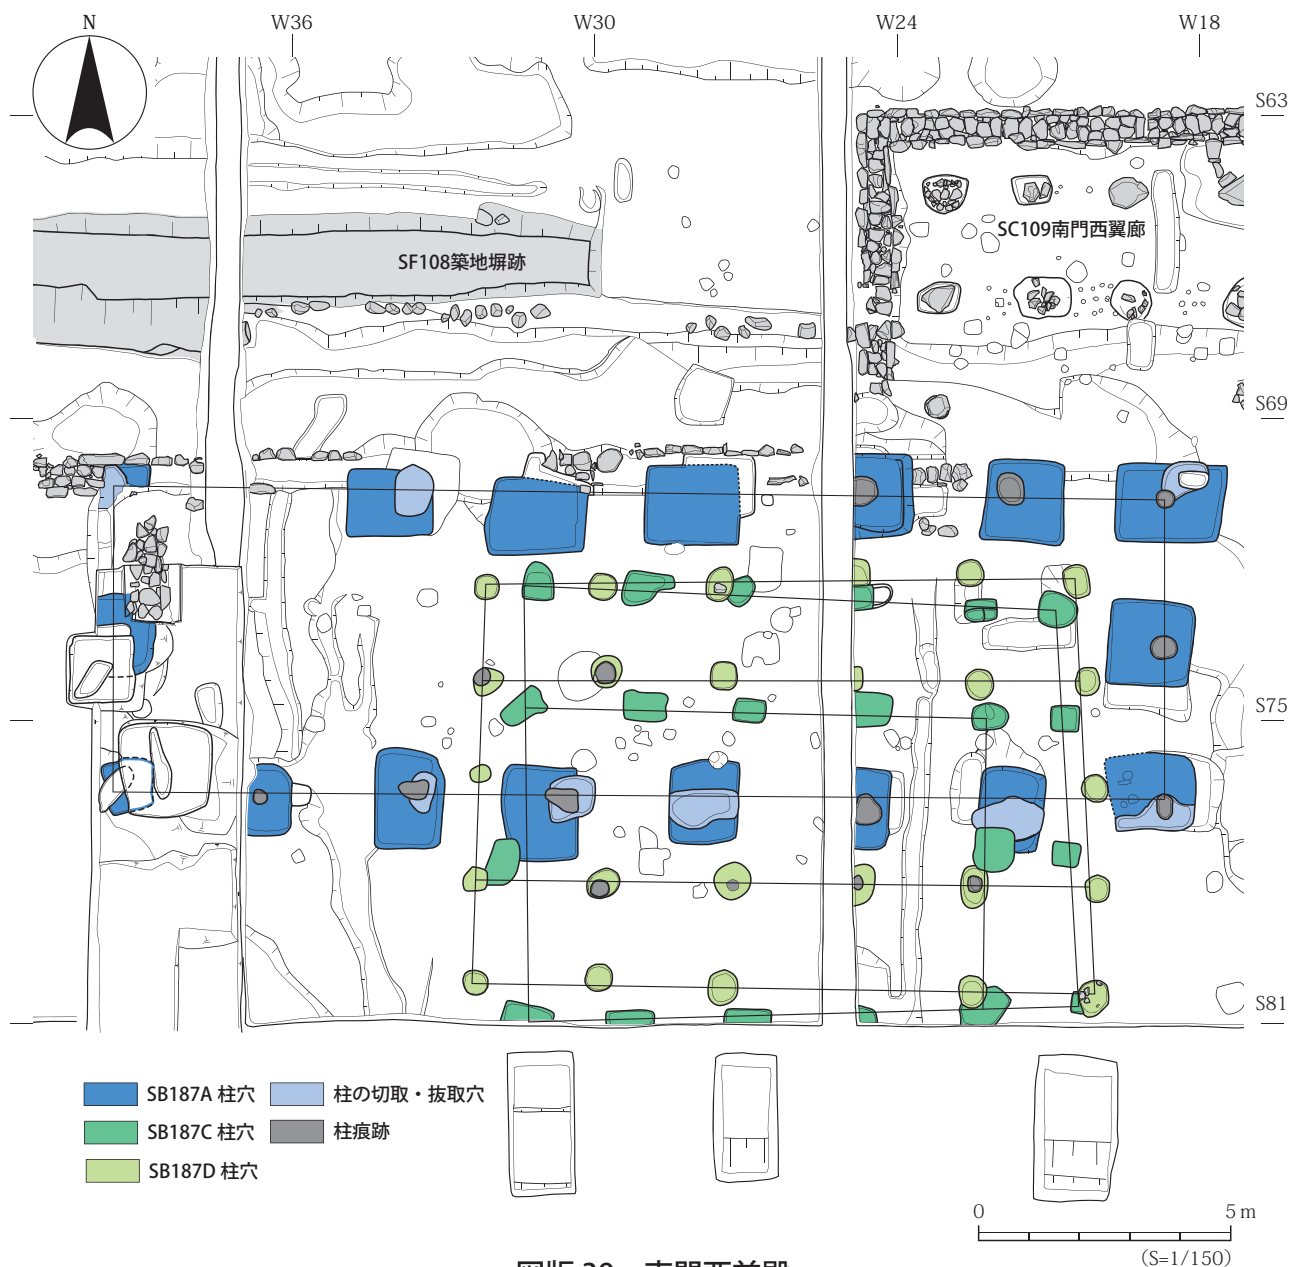 N
W36
W30
W24
W18
S63
SC109南門西翼廊
SF108築地塀跡
S69
S75
S81
SB187A 柱穴
柱の切取・抜取穴
SB187C 柱穴
柱痕跡
SB187D 柱穴
0
5 m
(S=1/150)